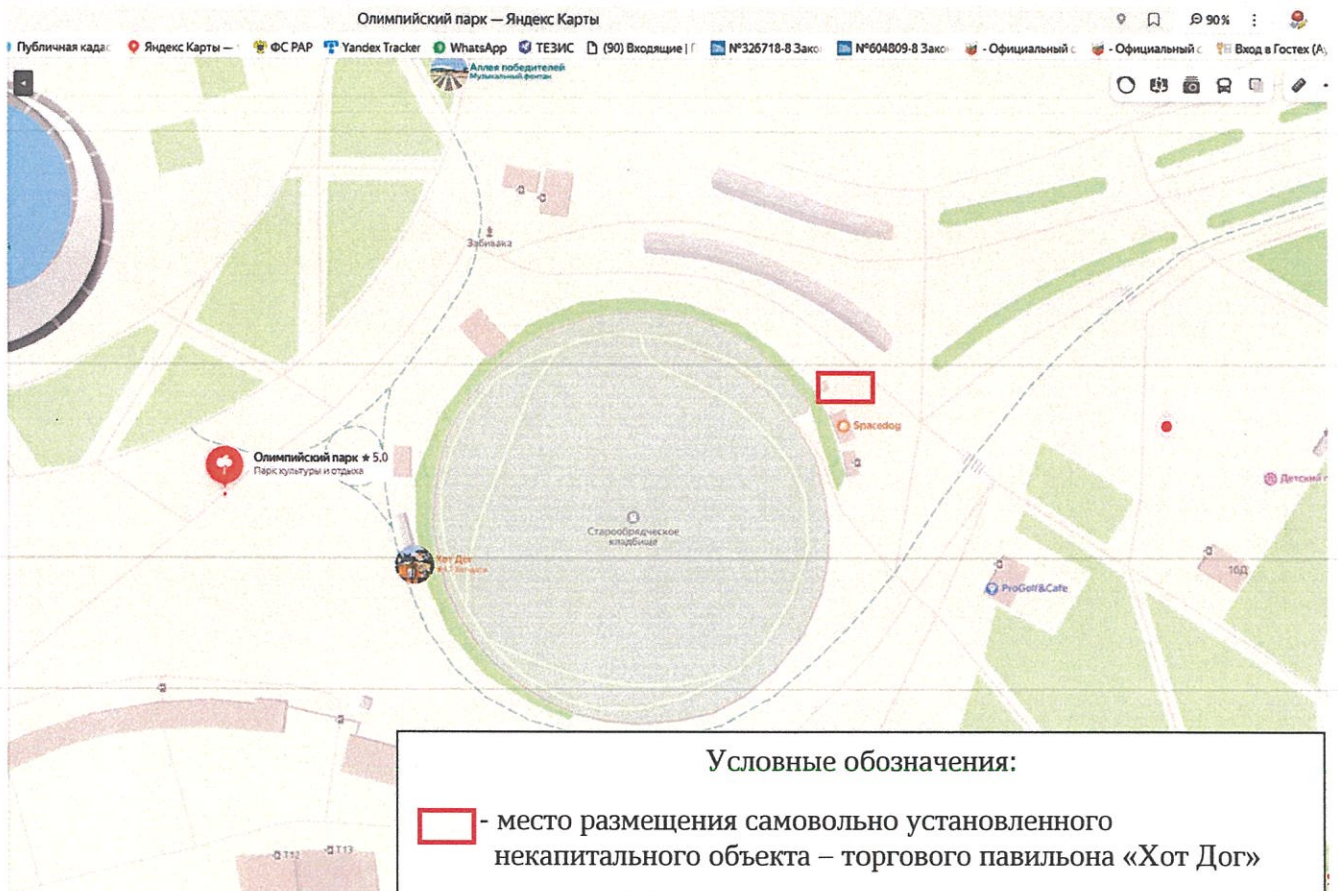 Олимпийский парк — Яндекс Карты
90%
Публичная када
Яндекс Карты —
ФС РАР
Yandex Tracker
WhatsApp
ТЕЗИС
(90) Входящие |
№326718-8 Зако
№604809-8 Зако
- Официальный с
- Официальный с
Вход в Гостех (А
Аллея победителей
Музыкальный фонтан
Забивака
Spacedog
Олимпийский парк ★ 5,0
Парк культуры и отдыха
Детский
Старообрядческое
кладбище
Хот Дог
ProGolf&Cafe
16Д
Условные обозначения:
- место размещения самовольно установленного
некапитального объекта – торгового павильона «Хот Дог»
Т12
Т13